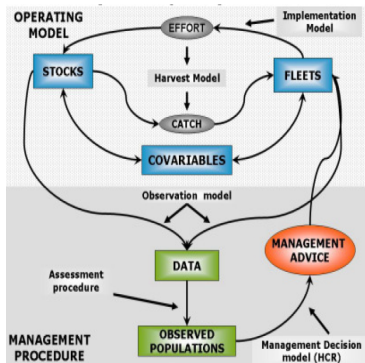 OPERATING
MODEL
EFFORT
Implementation
Model
STOCKS
Harvest Model
FLEETS
CATCH
COVARIABLES
Observation model
MANAGEMENT
ADVICE
DATA
Assessment
procedure
OBSERVED
POPULATIONS
MANAGEMENT
PROCEDURE
Management Decision
model (HCR)